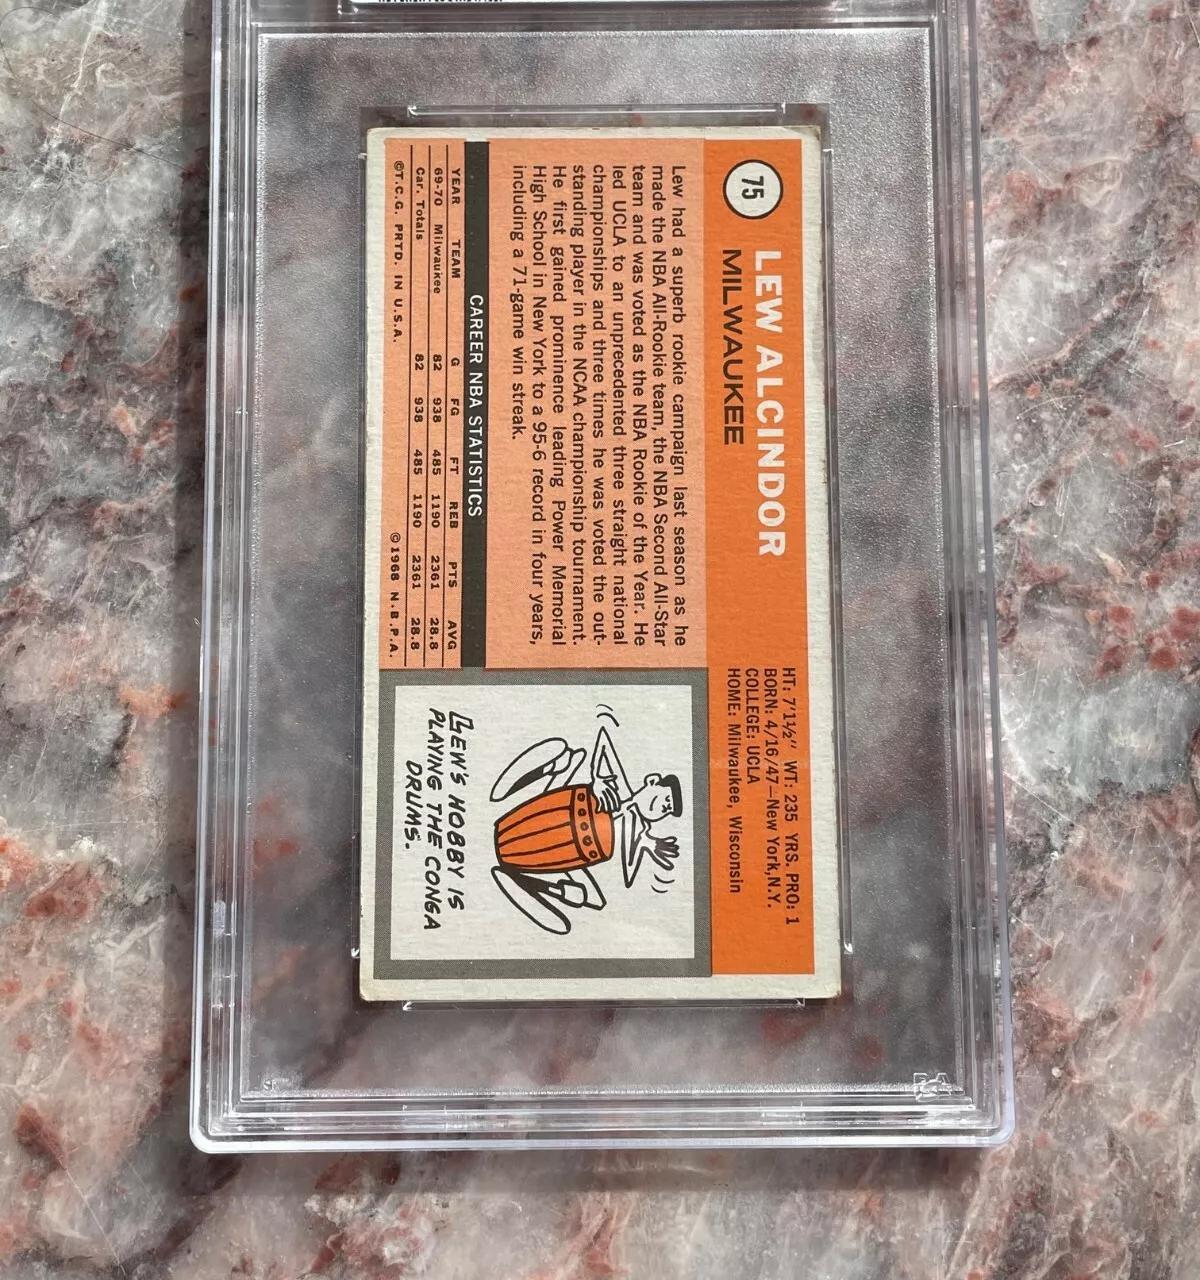 75
LEW ALCINDOR
MILWAUKEE
HT: 7'1½" WT: 235 YRS. PRO: 1
BORN: 4/16/47—New York, N.Y.
COLLEGE: UCLA
HOME: Milwaukee, Wisconsin
Lew had a superb rookie campaign last season as he
made the NBA All-Rookie team, the NBA Second All-Star
team and was voted as the NBA Rookie of the Year. He
led UCLA to an unprecedented three straight national
championships and three times he was voted the out-
standing player in the NCAA championship tournament.
He first gained prominence leading Power Memorial
High School in New York to a 95-6 record in four years,
including a 71-game win streak.
CAREER NBA STATISTICS
YEAR TEAM G FG FT REB PTS AVG
69-70 Milwaukee 82 938 485 1190 2361 28.8
Car. Totals 82 938 485 1190 2361 28.8
©T.C.G. PRTD. IN U.S.A. ©1968 N.B.P.A.
LEW'S HOBBY IS
PLAYING THE CONGA
DRUMS.